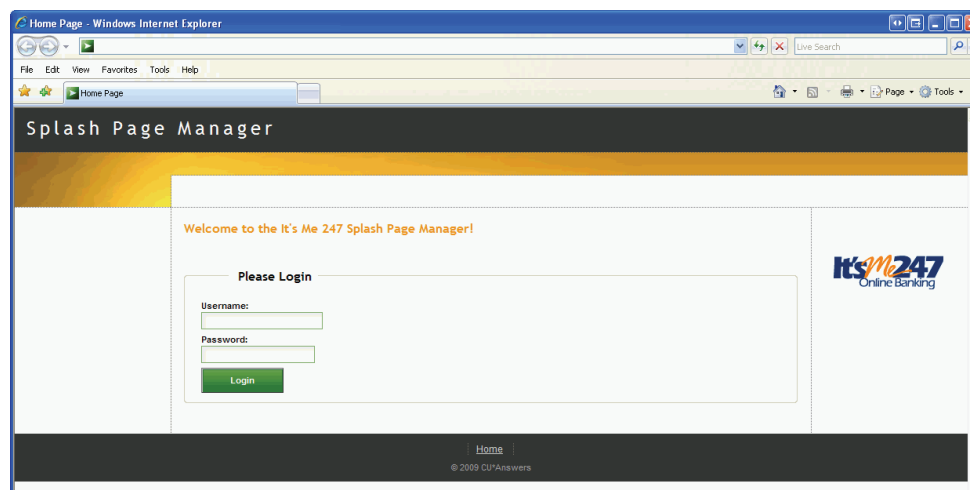 Home Page - Windows Internet Explorer
Live Search
File Edit View Favorites Tools Help
Home Page
Page Tools
Splash Page Manager
Welcome to the It's Me 247 Splash Page Manager!
It's Me 247
Online Banking
Please Login
Username:
Password:
Login
Home
© 2009 CU*Answers